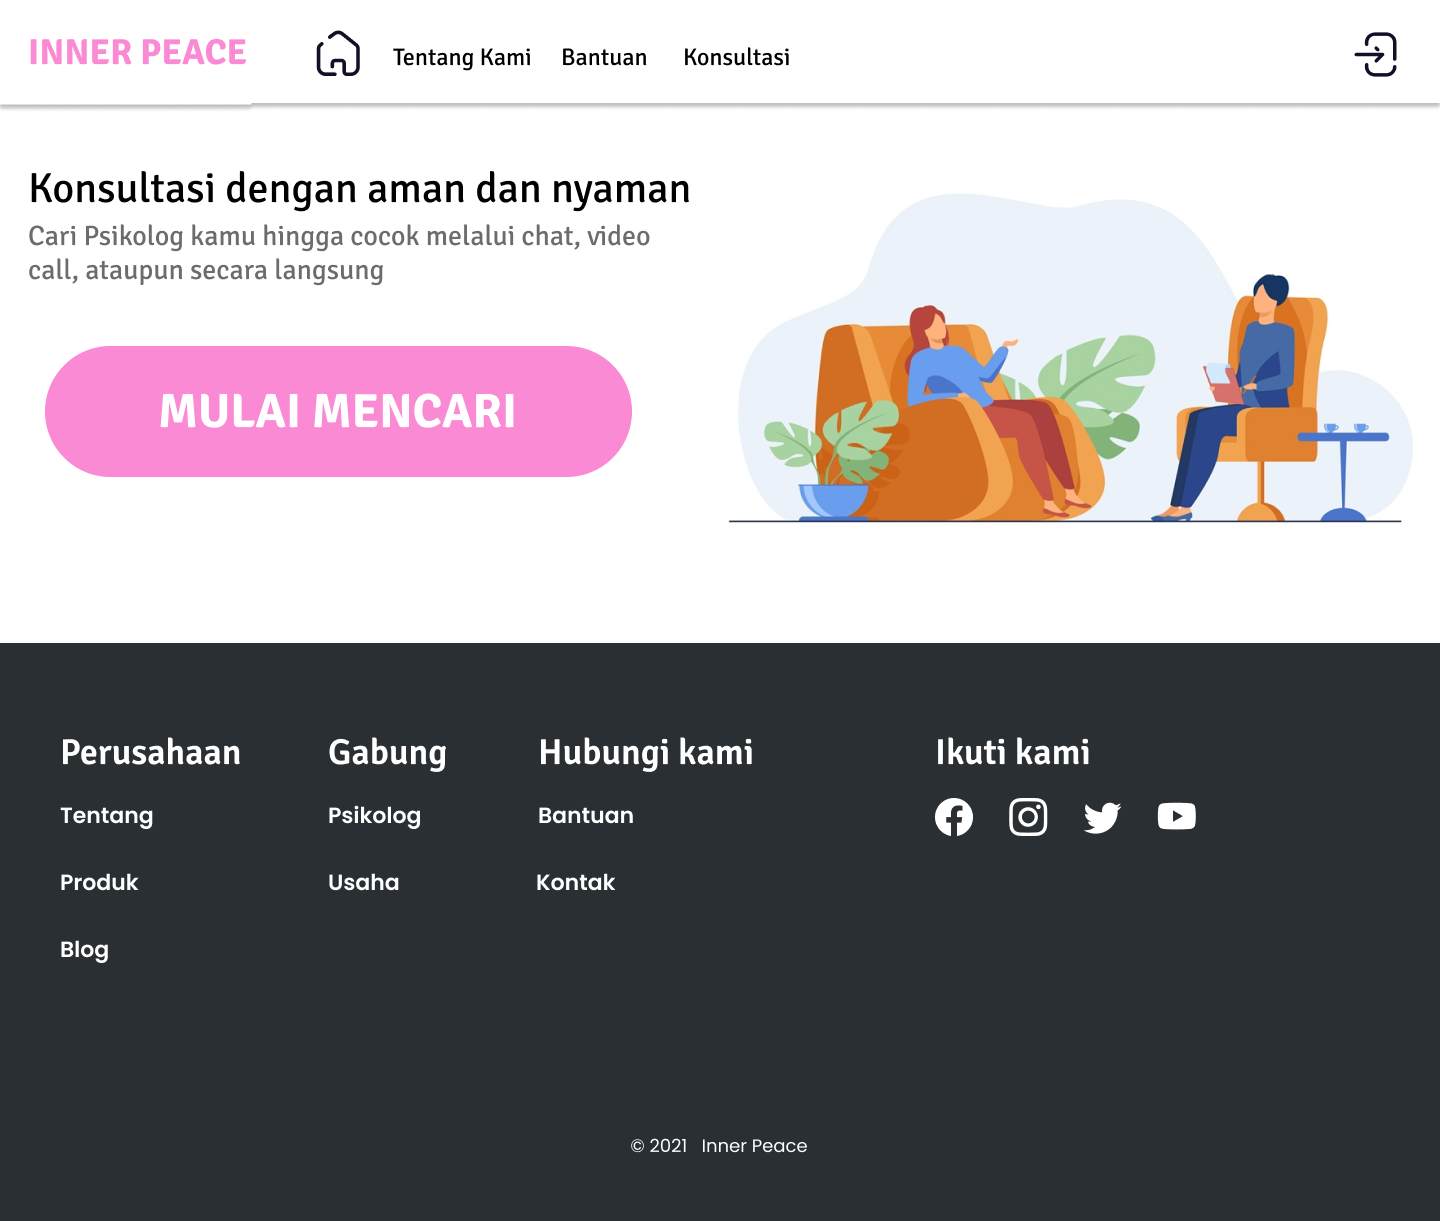 INNER PEACE
Tentang Kami
Bantuan
Konsultasi
Konsultasi dengan aman dan nyaman
Cari Psikolog kamu hingga cocok melalui chat, video
call, ataupun secara langsung
MULAI MENCARI
Perusahaan
Tentang
Produk
Blog
Gabung
Psikolog
Usaha
Hubungi kami
Bantuan
Kontak
Ikuti kami
© 2021 Inner Peace